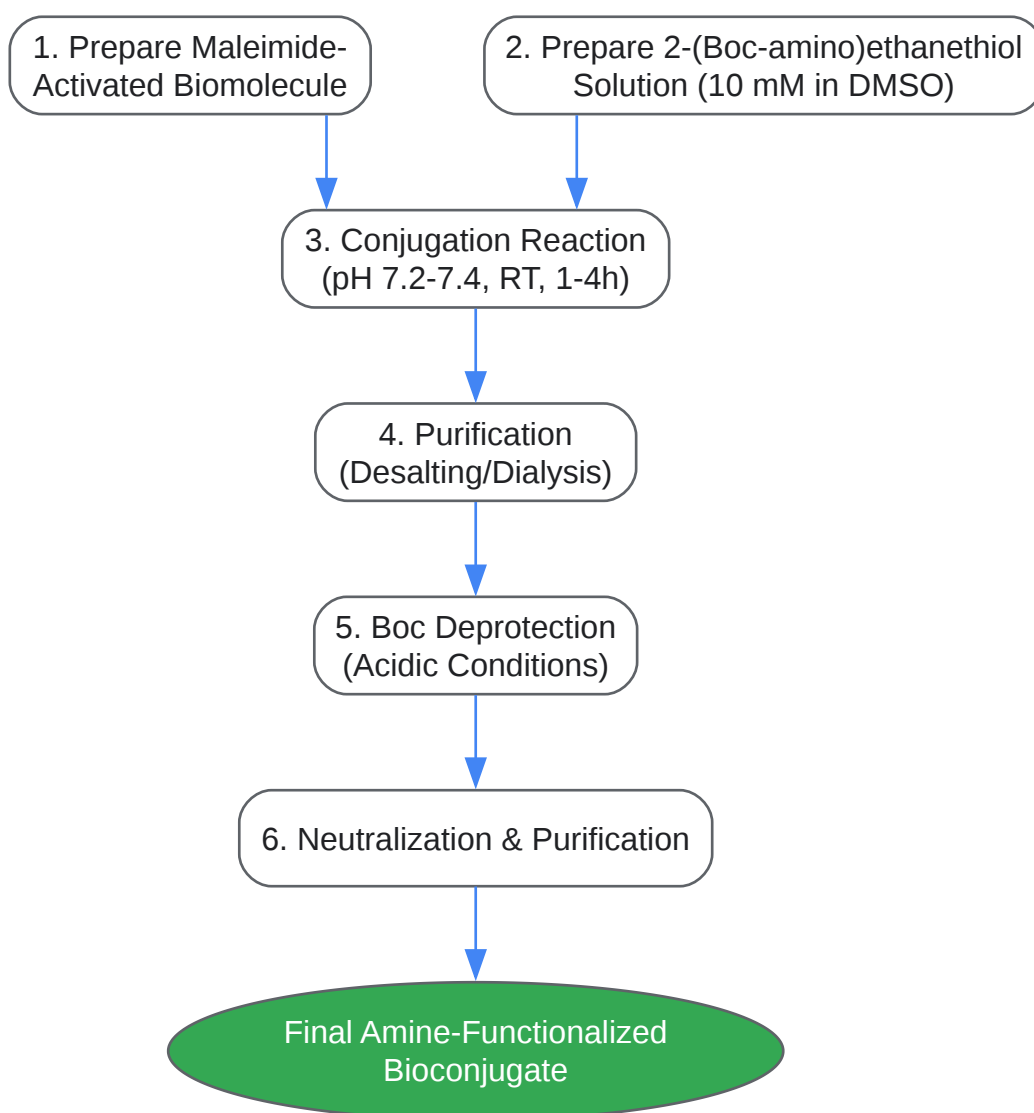 1. Prepare Maleimide-
Activated Biomolecule
2. Prepare 2-(Boc-amino)ethanethiol
Solution (10 mM in DMSO)
3. Conjugation Reaction
(pH 7.2-7.4, RT, 1-4h)
4. Purification
(Desalting/Dialysis)
5. Boc Deprotection
(Acidic Conditions)
6. Neutralization & Purification
Final Amine-Functionalized
Bioconjugate